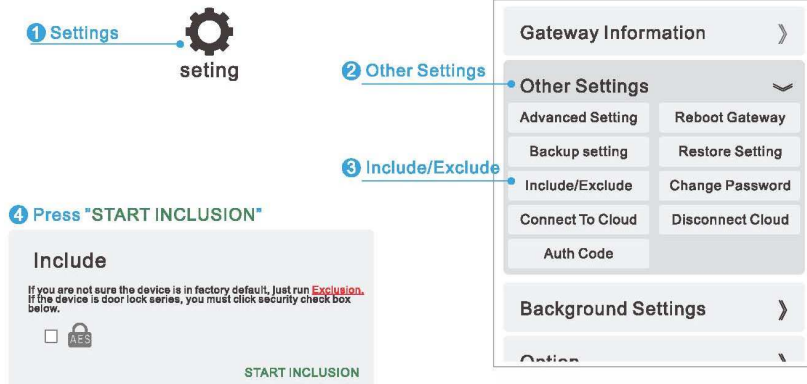 1 Settings
seting
2 Other Settings
3 Include/Exclude
Gateway Information
Other Settings
Advanced Setting
Reboot Gateway
Backup setting
Restore Setting
Include/Exclude
Change Password
Connect To Cloud
Disconnect Cloud
Auth Code
Background Settings
Option
4 Press "START INCLUSION"
Include
If you are not sure the device is in factory default, just run Exclusion.
If the device is door lock series, you must click security check box
below.
AES
START INCLUSION